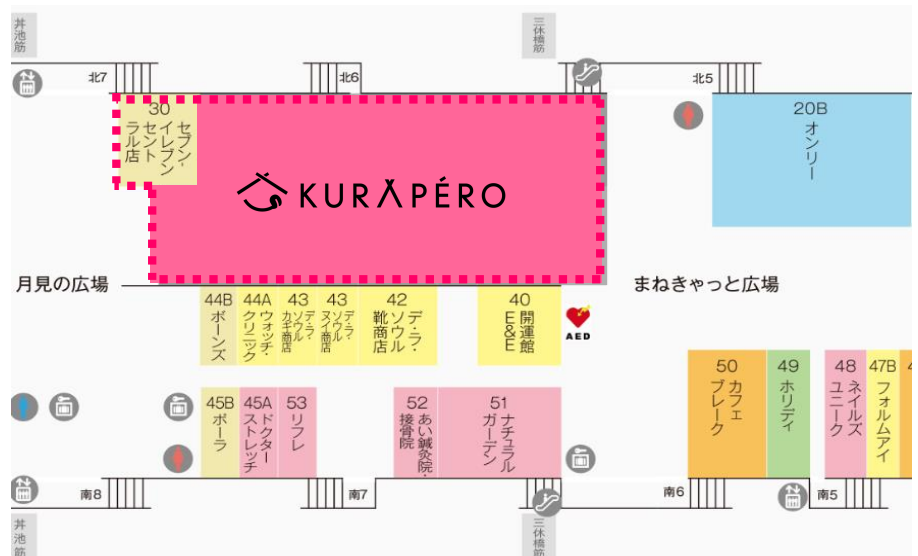 丼池筋
三休橋筋
北7
北6
北5
30
セブン-
イレブン
セント
ラル店
20B
オンリー
KURAPÉRO
月見の広場
まねきゃっと広場
44B
ボーンズ
44A
ウォッチ・
クリニック
43
デ・ラ・
ソウル
カギ商店
43
デ・ラ・
ソウル
ヌイ商店
42
デ・ラ・
ソウル
靴商店
40
開運館
E&E
AED
50
カフェ
ブレーク
49
ホリデイ
48
ネイルズ
ユニーク
47B
フォルムアイ
45B
ポーラ
45A
ドクター
ストレッチ
53
リフレ
52
あい鍼灸院・
接骨院
51
ナチュラル
ガーデン
南8
南7
南6
南5
丼池筋
三休橋筋